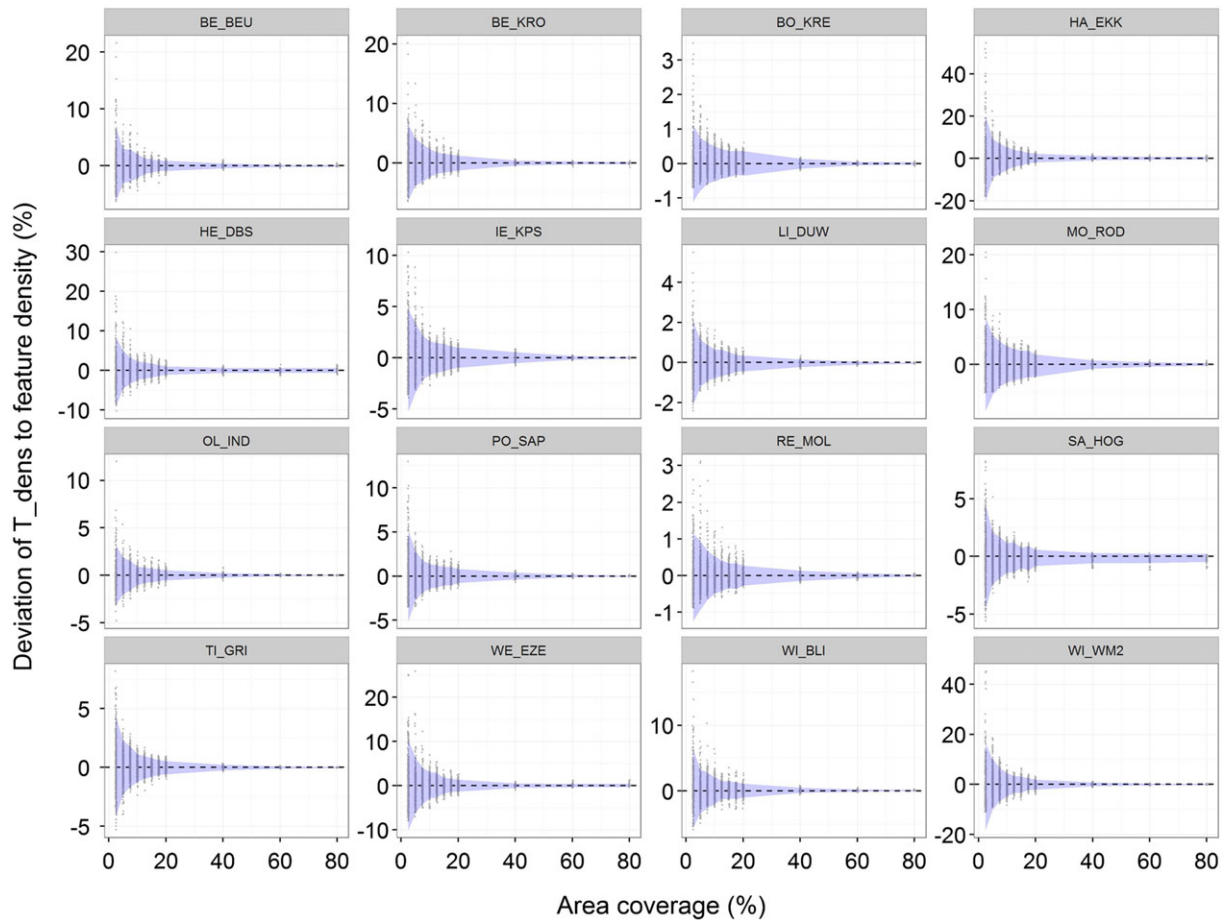 BE_BEU BE_KRO BO_KRE HA_EKK
20 10 0
20 10 0
3 2 1 0 -1
40 20 0 -20
HE_DBS IE_KPS LI_DUW MO_ROD
30 20 10 0 -10
10 5 0 -5
4 2 0 -2
20 10 0
OL_IND PO_SAP RE_MOL SA_HOG
10 5 0 -5
10 5 0 -5
3 2 1 0 -1
5 0 -5
TI_GRI WE_EZE WI_BLI WI_WM2
5 0 -5
20 10 0 -10
10 0
40 20 0 -20
0 20 40 60 80 0 20 40 60 80 0 20 40 60 80 0 20 40 60 80
Deviation of T_dens to feature density (%)
Area coverage (%)